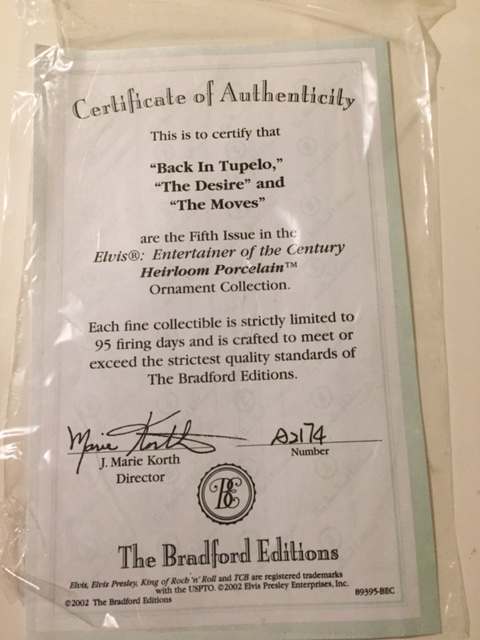 Certificate of Authenticity
This is to certify that
"Back In Tupelo,"
"The Desire" and
"The Moves"
are the Fifth Issue in the
Elvis®: Entertainer of the Century
Heirloom Porcelain™
Ornament Collection.
Each fine collectible is strictly limited to
95 firing days and is crafted to meet or
exceed the strictest quality standards of
The Bradford Editions.
Marie Korth A2174
J. Marie Korth Number
Director
BE
The Bradford Editions
Elvis, Elvis Presley, King of Rock 'n' Roll and TCB are registered trademarks
with the USPTO. ©2002 Elvis Presley Enterprises, Inc.
©2002 The Bradford Editions 89395-BEC